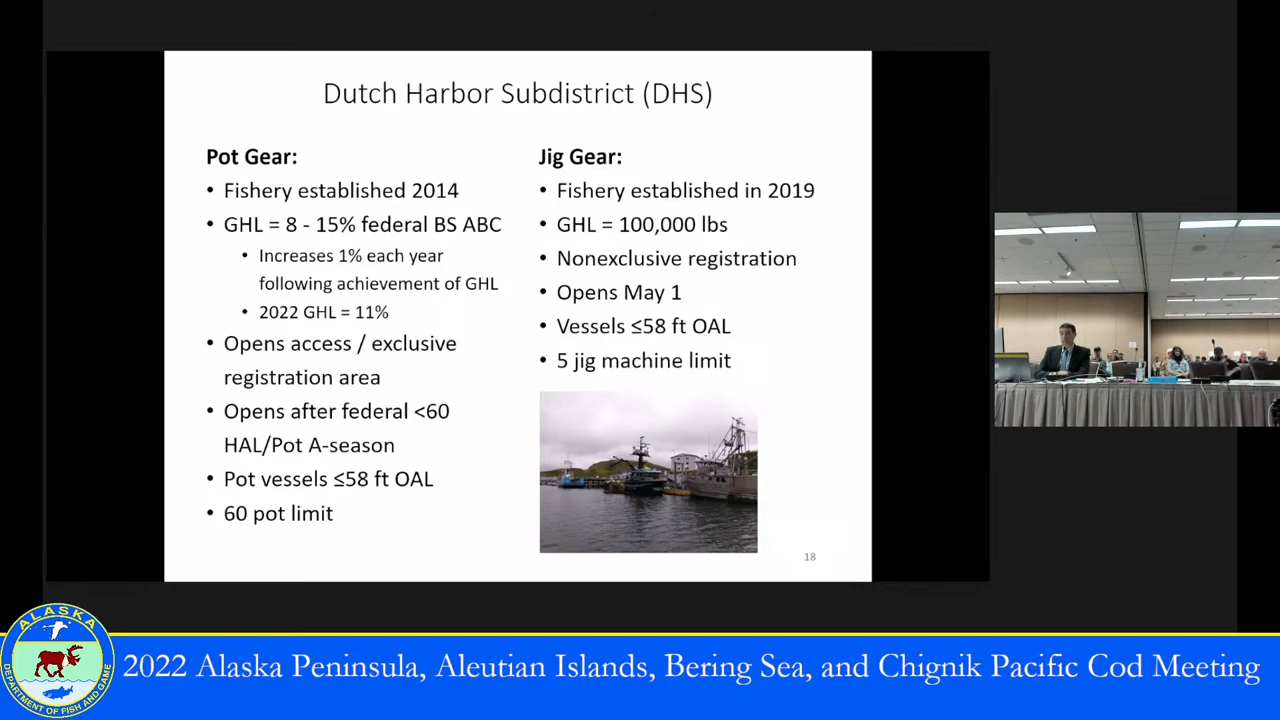 Dutch Harbor Subdistrict (DHS)
Pot Gear:
• Fishery established 2014
• GHL = 8 - 15% federal BS ABC
• Increases 1% each year
following achievement of GHL
• 2022 GHL = 11%
• Opens access / exclusive
registration area
• Opens after federal <60
HAL/Pot A-season
• Pot vessels ≤58 ft OAL
• 60 pot limit
Jig Gear:
• Fishery established in 2019
• GHL = 100,000 lbs
• Nonexclusive registration
• Opens May 1
• Vessels ≤58 ft OAL
• 5 jig machine limit
18
ALASKA
DEPARTMENT OF FISH AND GAME
2022 Alaska Peninsula, Aleutian Islands, Bering Sea, and Chignik Pacific Cod Meeting